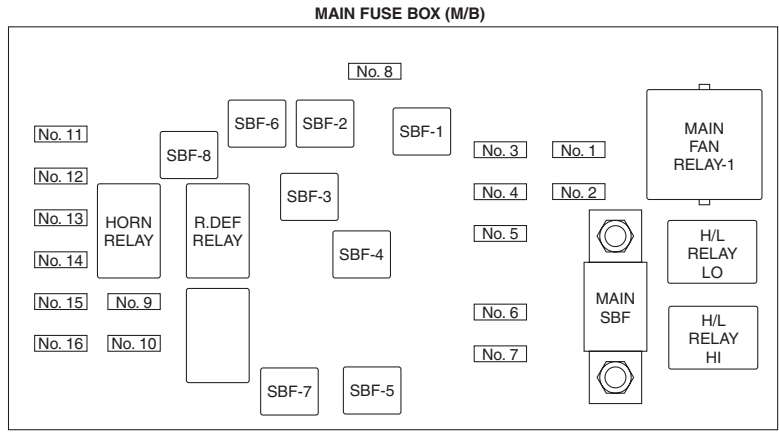 MAIN FUSE BOX (M/B)
No. 8
SBF-6
SBF-2
SBF-1
No. 11
SBF-8
No. 3
No. 1
MAIN
FAN
RELAY-1
No. 12
No. 4
No. 2
SBF-3
No. 13
HORN
RELAY
R.DEF
RELAY
No. 5
H/L
RELAY
LO
SBF-4
No. 14
No. 15
No. 9
MAIN
SBF
No. 6
H/L
RELAY
HI
No. 16
No. 10
No. 7
SBF-7
SBF-5